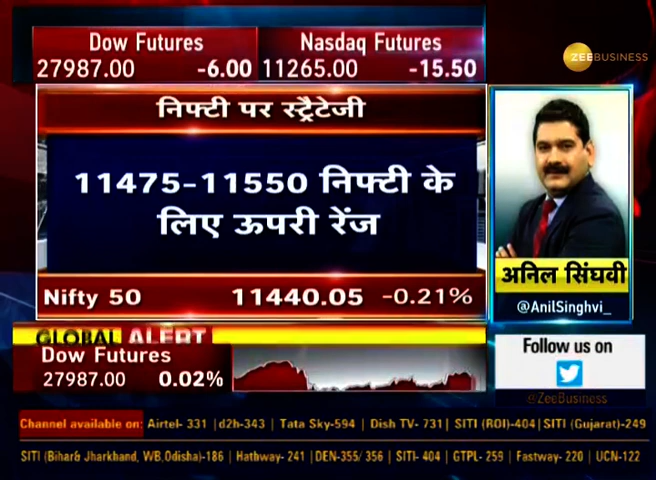 Dow Futures
27987.00 -6.00
Nasdaq Futures
11265.00 -15.50
ZEEBUSINESS
निफ्टी पर स्ट्रैटेजी
11475-11550 निफ्टी के
लिए ऊपरी रेंज
Nifty 50 11440.05 -0.21%
अनिल सिंघवी
@AnilSinghvi_
GLOBAL ALERT
Dow Futures
27987.00 0.02%
Follow us on
@ZeeBusiness
Channel available on: Airtel- 331 |d2h-343 | Tata Sky-594 | Dish TV- 731| SITI (ROI)-404| SITI (Gujarat)-249
SITI (Bihar& Jharkhand, WB,Odisha)-186 | Hathway- 241 |DEN-355/ 356 | SITI- 404 | GTPL- 259 | Fastway- 220 | UCN-122